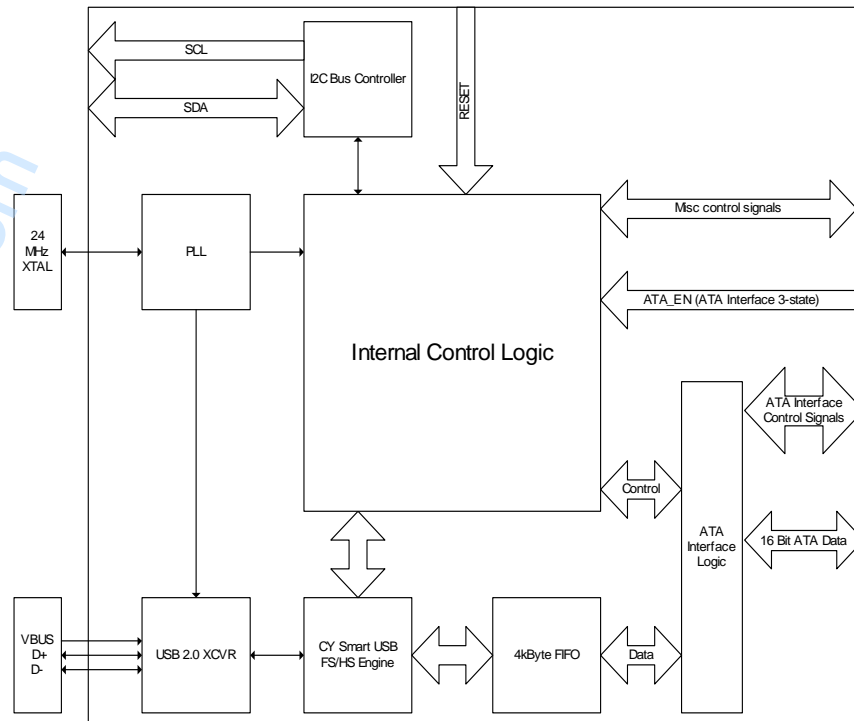 SCL
I2C Bus Controller
SDA
RESET
24
MHz
XTAL
PLL
Misc control signals
ATA_EN (ATA Interface 3-state)
Internal Control Logic
ATA Interface
Control Signals
Control
ATA
Interface
Logic
16 Bit ATA Data
VBUS
D+
D-
USB 2.0 XCVR
CY Smart USB
FS/HS Engine
4kByte FIFO
Data